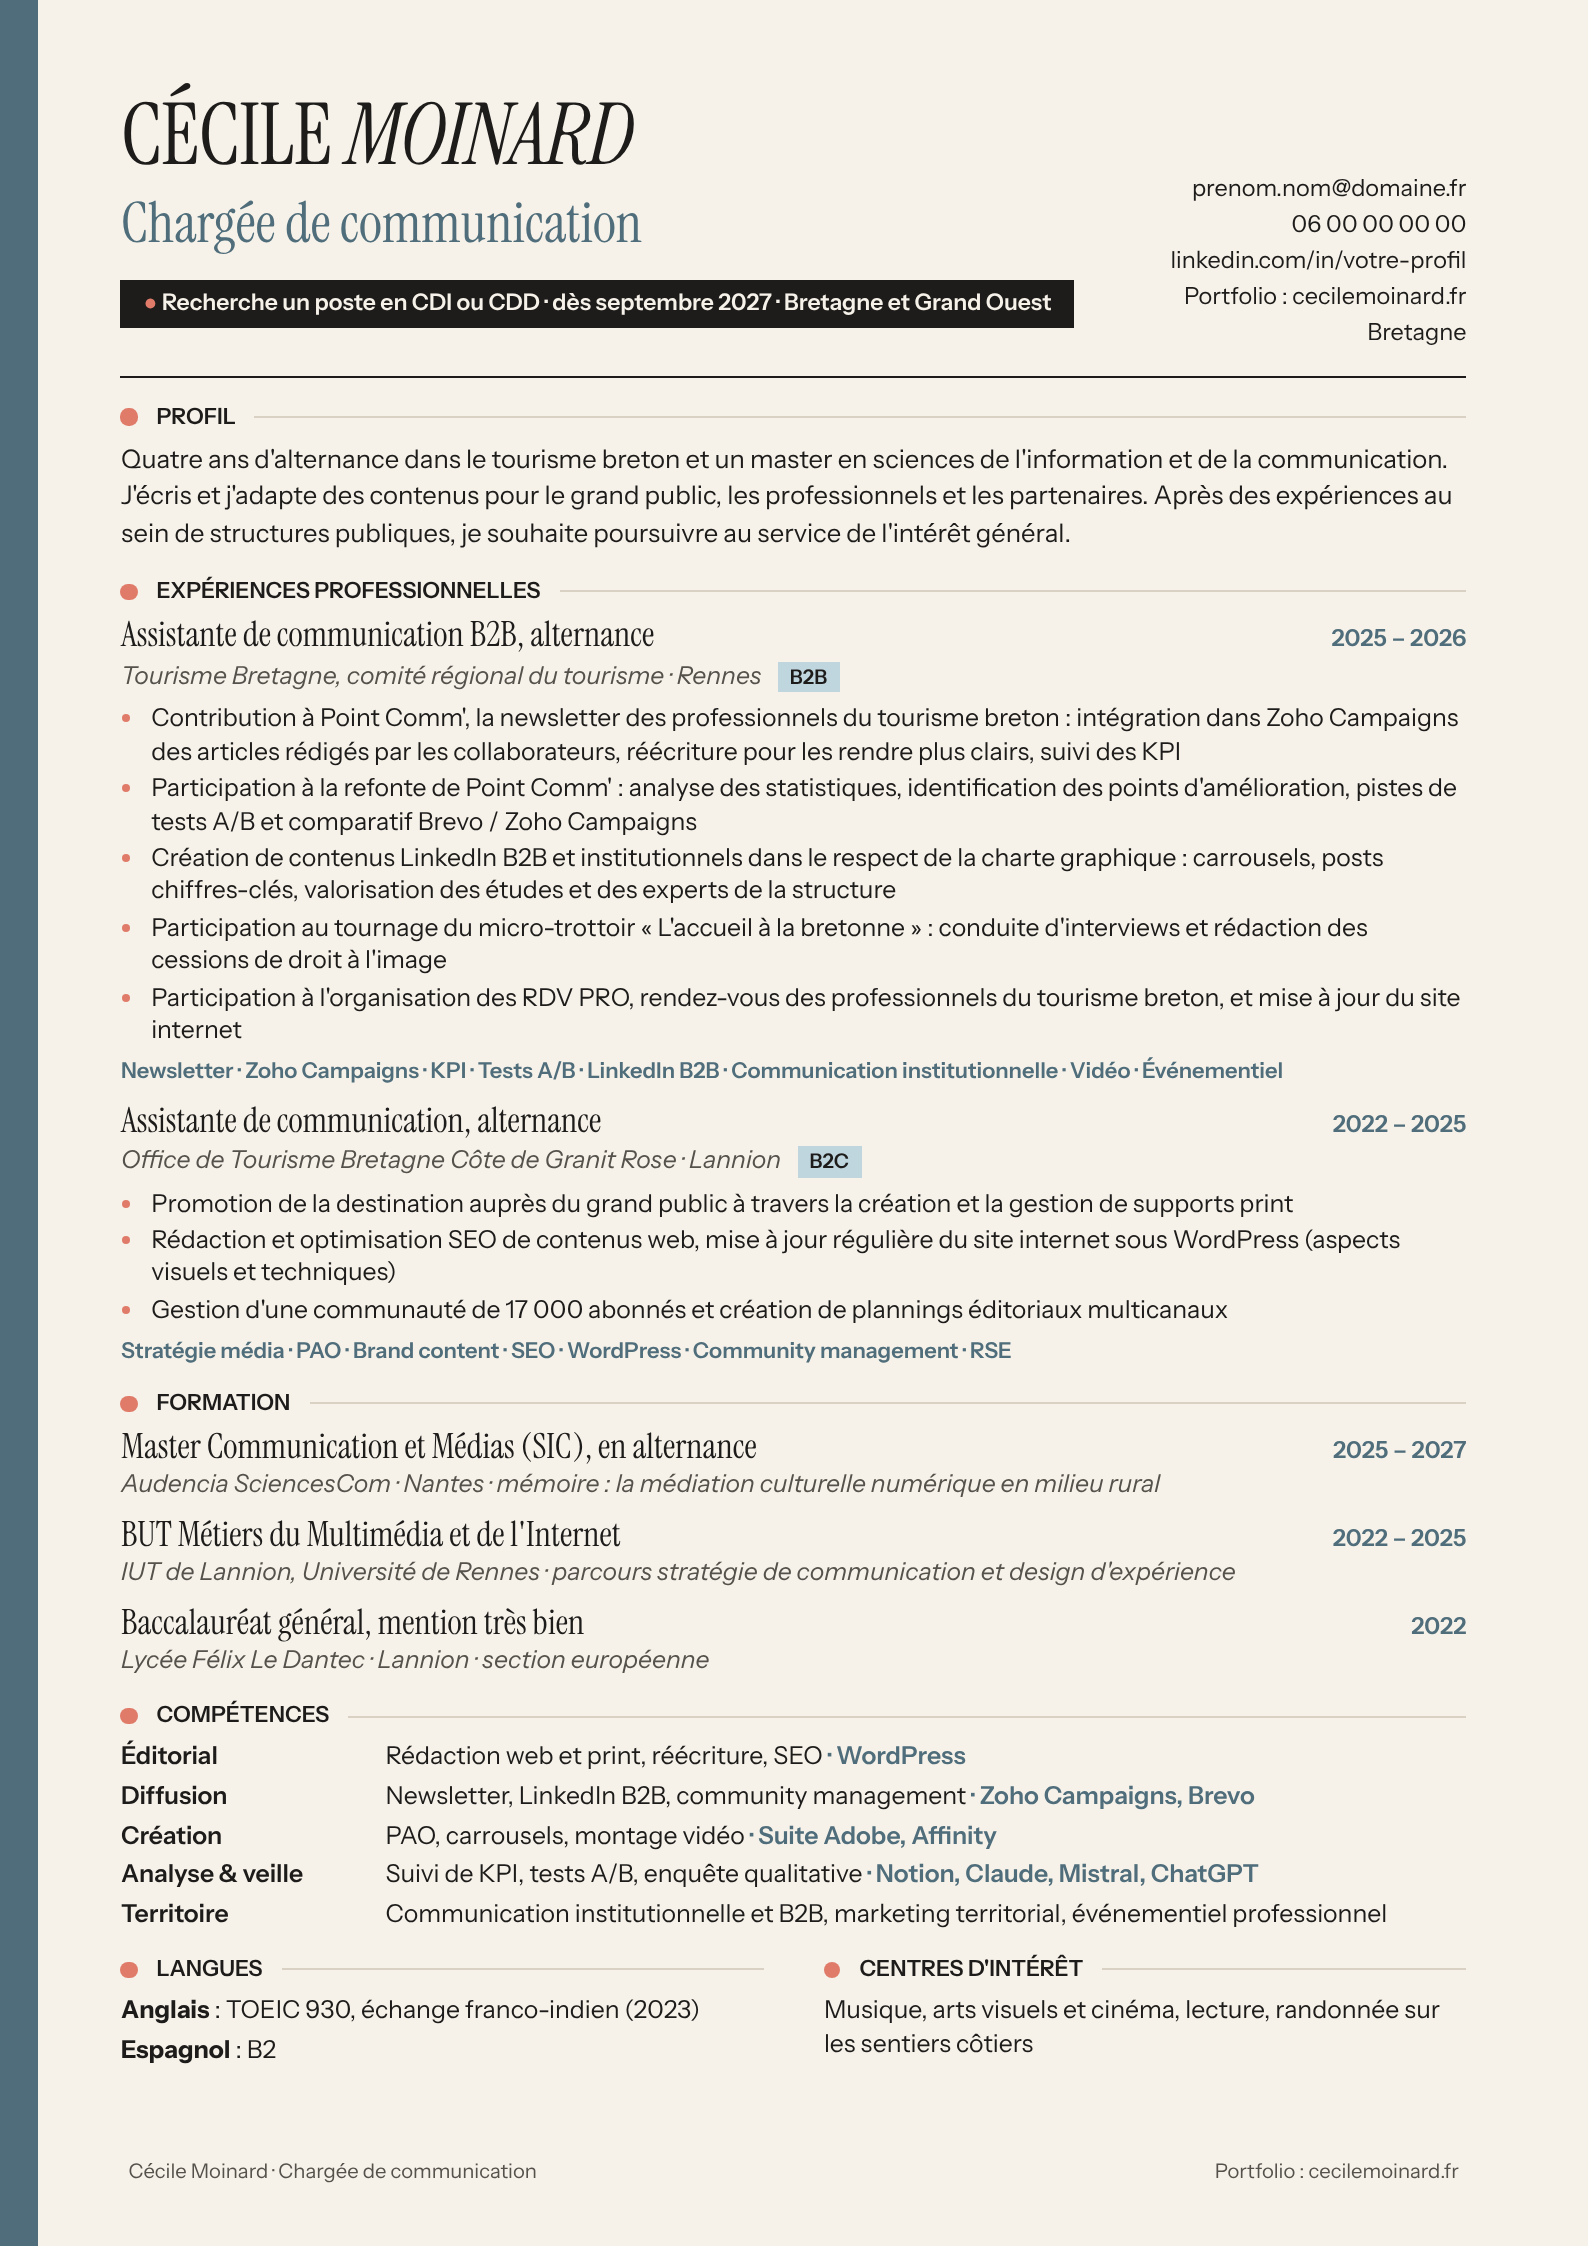 CÉCILE MOINARD
Chargée de communication
Recherche un poste en CDI ou CDD · dès septembre 2027 · Bretagne et Grand Ouest
prenom.nom@domaine.fr
06 00 00 00 00
linkedin.com/in/votre-profil
Portfolio : cecilemoinard.fr
Bretagne
PROFIL
Quatre ans d'alternance dans le tourisme breton et un master en sciences de l'information et de la communication.
J'écris et j'adapte des contenus pour le grand public, les professionnels et les partenaires. Après des expériences au
sein de structures publiques, je souhaite poursuivre au service de l'intérêt général.
EXPÉRIENCES PROFESSIONNELLES
Assistante de communication B2B, alternance 2025 – 2026
Tourisme Bretagne, comité régional du tourisme · Rennes B2B
• Contribution à Point Comm', la newsletter des professionnels du tourisme breton : intégration dans Zoho Campaigns
des articles rédigés par les collaborateurs, réécriture pour les rendre plus clairs, suivi des KPI
• Participation à la refonte de Point Comm' : analyse des statistiques, identification des points d'amélioration, pistes de
tests A/B et comparatif Brevo / Zoho Campaigns
• Création de contenus LinkedIn B2B et institutionnels dans le respect de la charte graphique : carrousels, posts
chiffres-clés, valorisation des études et des experts de la structure
• Participation au tournage du micro-trottoir « L'accueil à la bretonne » : conduite d'interviews et rédaction des
cessions de droit à l'image
• Participation à l'organisation des RDV PRO, rendez-vous des professionnels du tourisme breton, et mise à jour du site
internet
Newsletter · Zoho Campaigns · KPI · Tests A/B · LinkedIn B2B · Communication institutionnelle · Vidéo · Événementiel
Assistante de communication, alternance 2022 – 2025
Office de Tourisme Bretagne Côte de Granit Rose · Lannion B2C
• Promotion de la destination auprès du grand public à travers la création et la gestion de supports print
• Rédaction et optimisation SEO de contenus web, mise à jour régulière du site internet sous WordPress (aspects
visuels et techniques)
• Gestion d'une communauté de 17 000 abonnés et création de plannings éditoriaux multicanaux
Stratégie média · PAO · Brand content · SEO · WordPress · Community management · RSE
FORMATION
Master Communication et Médias (SIC), en alternance 2025 – 2027
Audencia SciencesCom · Nantes · mémoire : la médiation culturelle numérique en milieu rural
BUT Métiers du Multimédia et de l'Internet 2022 – 2025
IUT de Lannion, Université de Rennes · parcours stratégie de communication et design d'expérience
Baccalauréat général, mention très bien 2022
Lycée Félix Le Dantec · Lannion · section européenne
COMPÉTENCES
Éditorial Rédaction web et print, réécriture, SEO · WordPress
Diffusion Newsletter, LinkedIn B2B, community management · Zoho Campaigns, Brevo
Création PAO, carrousels, montage vidéo · Suite Adobe, Affinity
Analyse & veille Suivi de KPI, tests A/B, enquête qualitative · Notion, Claude, Mistral, ChatGPT
Territoire Communication institutionnelle et B2B, marketing territorial, événementiel professionnel
LANGUES
Anglais : TOEIC 930, échange franco-indien (2023)
Espagnol : B2
CENTRES D'INTÉRÊT
Musique, arts visuels et cinéma, lecture, randonnée sur
les sentiers côtiers
Cécile Moinard · Chargée de communication Portfolio : cecilemoinard.fr